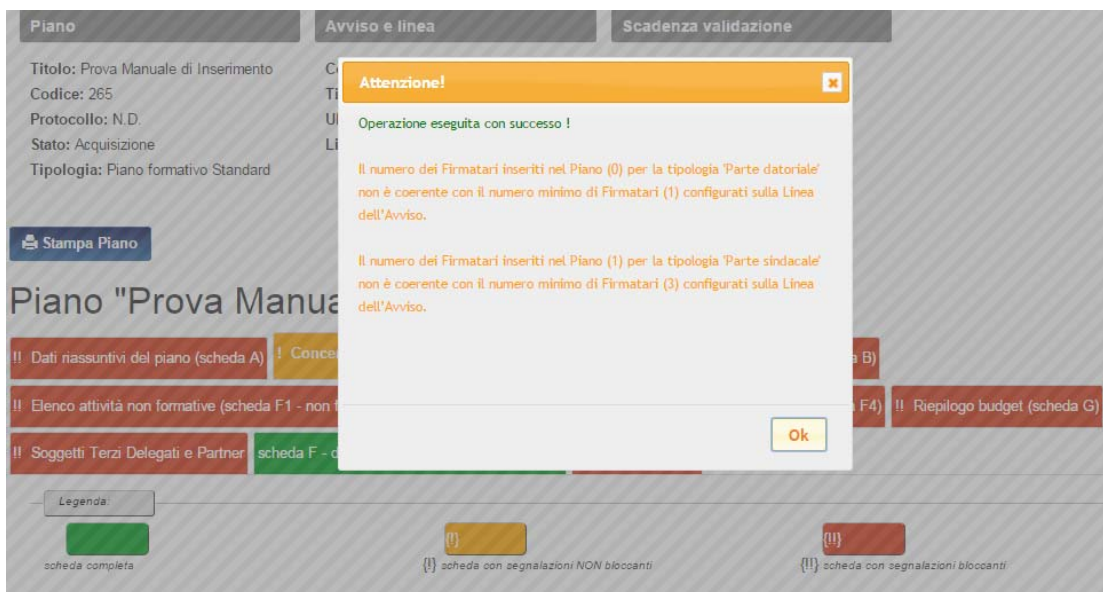 Piano
Avviso e linea
Scadenza validazione
Titolo: Prova Manuale di Inserimento
Codice: 265
Protocollo: N.D.
Stato: Acquisizione
Tipologia: Piano formativo Standard
Attenzione!
Operazione eseguita con successo !
Il numero dei Firmatari inseriti nel Piano (0) per la tipologia 'Parte datoriale'
non è coerente con il numero minimo di Firmatari (1) configurati sulla Linea
dell'Avviso.
Il numero dei Firmatari inseriti nel Piano (1) per la tipologia 'Parte sindacale'
non è coerente con il numero minimo di Firmatari (3) configurati sulla Linea
dell'Avviso.
Ok
Stampa Piano
Piano "Prova Manua
!! Dati riassuntivi del piano (scheda A)
! Conce
B)
!! Elenco attività non formative (scheda F1 - non f
F4)
!! Riepilogo budget (scheda G)
!! Soggetti Terzi Delegati e Partner
scheda F - d
Legenda:
{!}
{!!}
scheda completa
{!} scheda con segnalazioni NON bloccanti
{!!} scheda con segnalazioni bloccanti